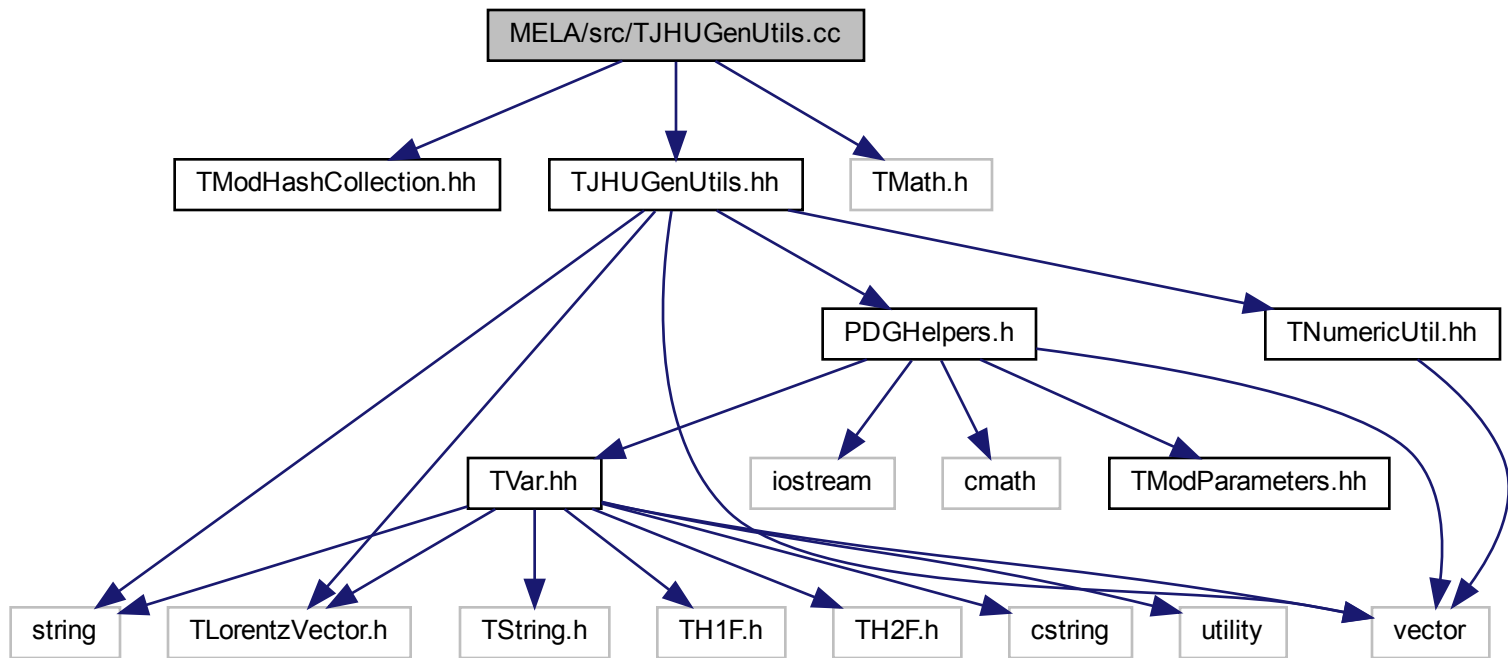 MELA/src/TJHUGenUtils.cc
TModHashCollection.hh
TJHUGenUtils.hh
TMath.h
PDGHelpers.h
TNumericUtil.hh
TVar.hh
iostream
cmath
TModParameters.hh
string
TLorentzVector.h
TString.h
TH1F.h
TH2F.h
cstring
utility
vector